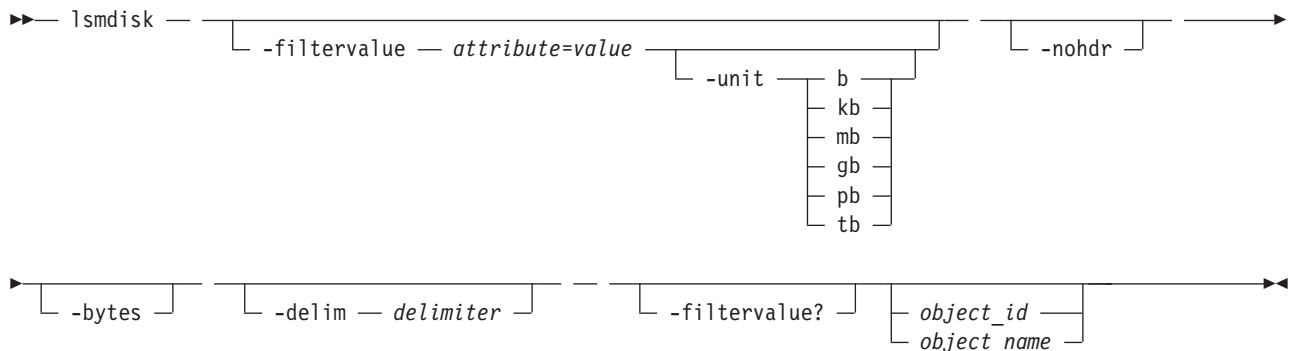 lsmdisk
-filtervalue attribute=value
-nohdr
-unit b
kb
mb
gb
pb
tb
-bytes
-delim delimiter
-filtervalue?
object_id
object_name